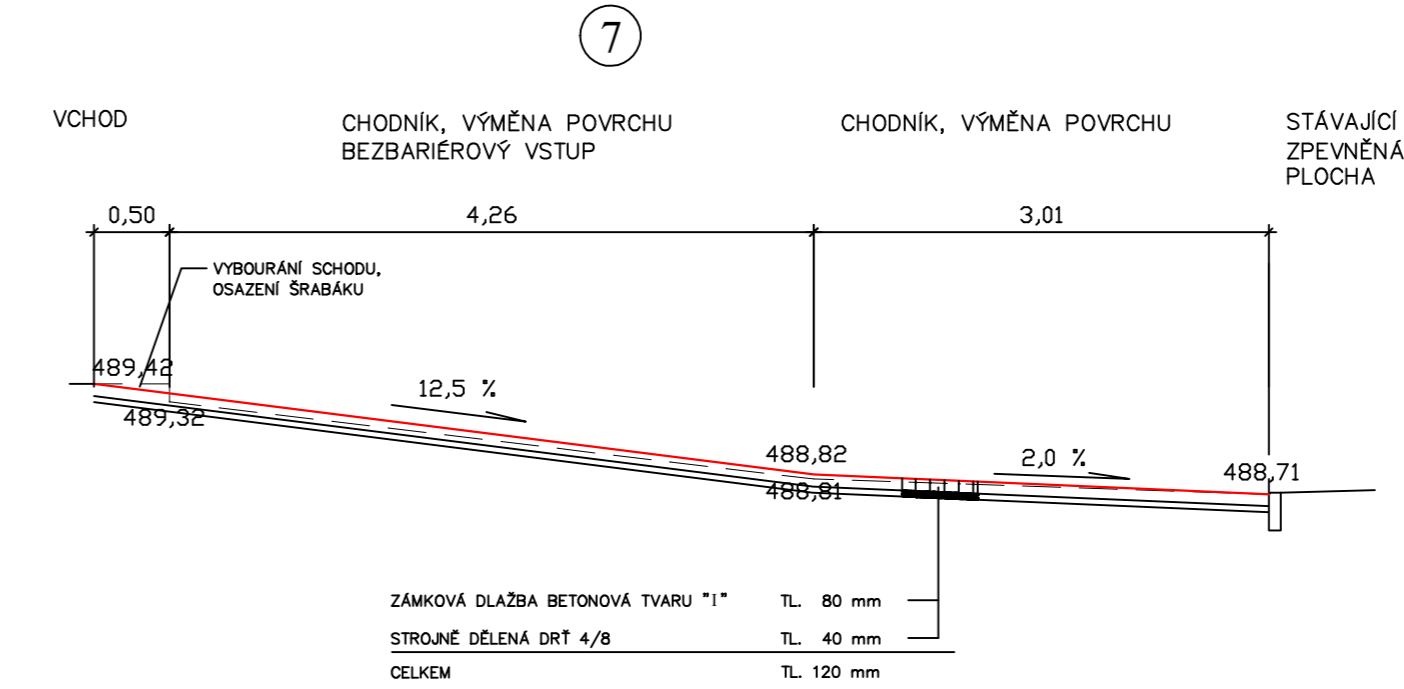 7
VCHOD
CHODNÍK, VÝMĚNA POVRCHU
BEZBARIÉROVÝ VSTUP
CHODNÍK, VÝMĚNA POVRCHU
STÁVAJÍCÍ
ZPEVNĚNÁ
PLOCHA
0,50
4,26
3,01
VYBOURÁNÍ SCHODU,
OSAZENÍ ŠRABÁKU
489,42
489,32
12,5 %
488,82
488,81
2,0 %
488,71
ZÁMKOVÁ DLAŽBA BETONOVÁ TVARU "I" TL. 80 mm
STROJNĚ DĚLENÁ DRŤ 4/8 TL. 40 mm
CELKEM TL. 120 mm